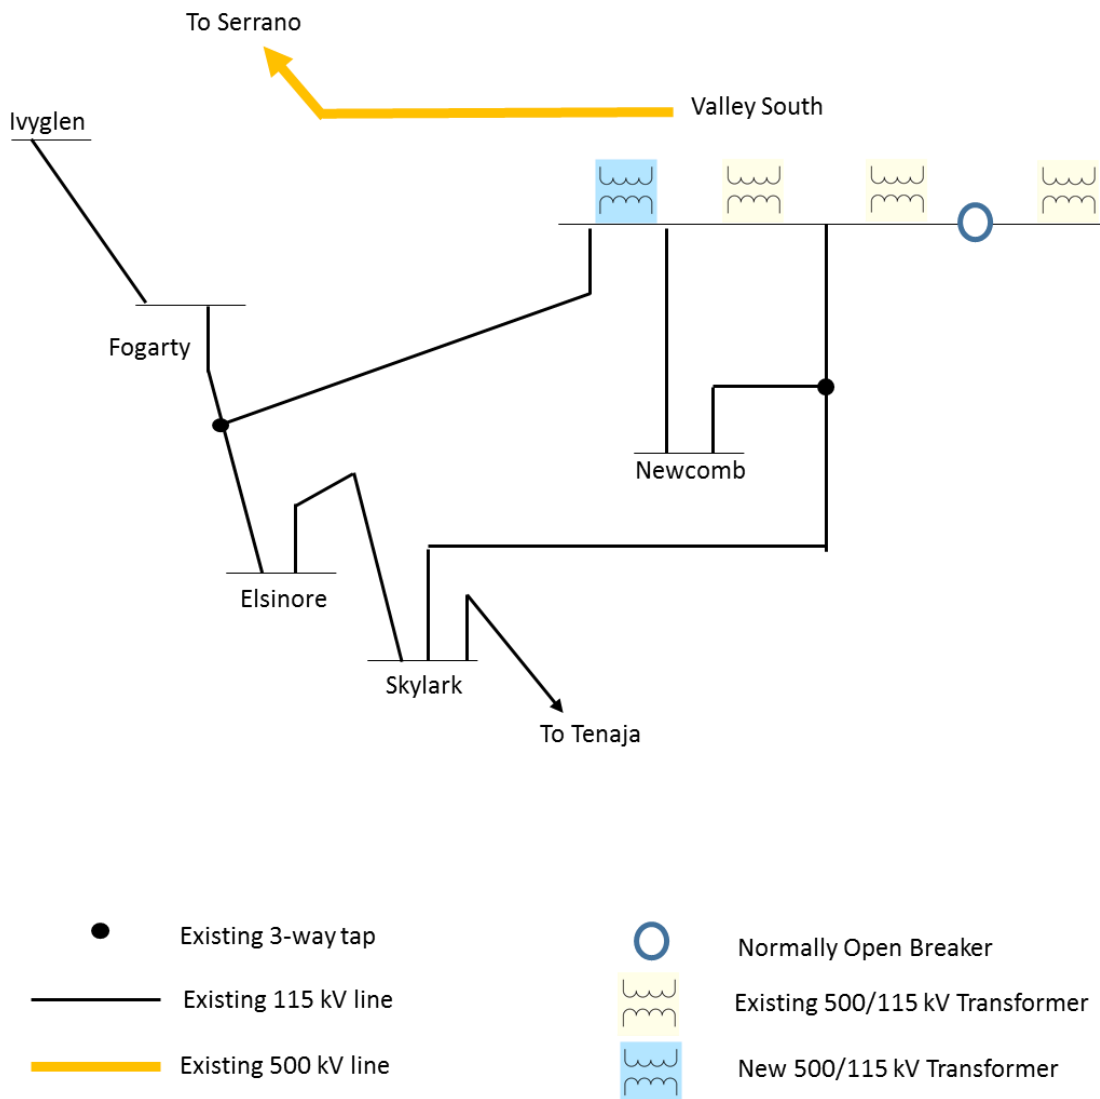 To Serrano
Valley South
Ivyglen
Fogarty
Newcomb
Elsinore
Skylark
To Tenaja
Existing 3-way tap
Normally Open Breaker
Existing 115 kV line
Existing 500/115 kV Transformer
Existing 500 kV line
New 500/115 kV Transformer